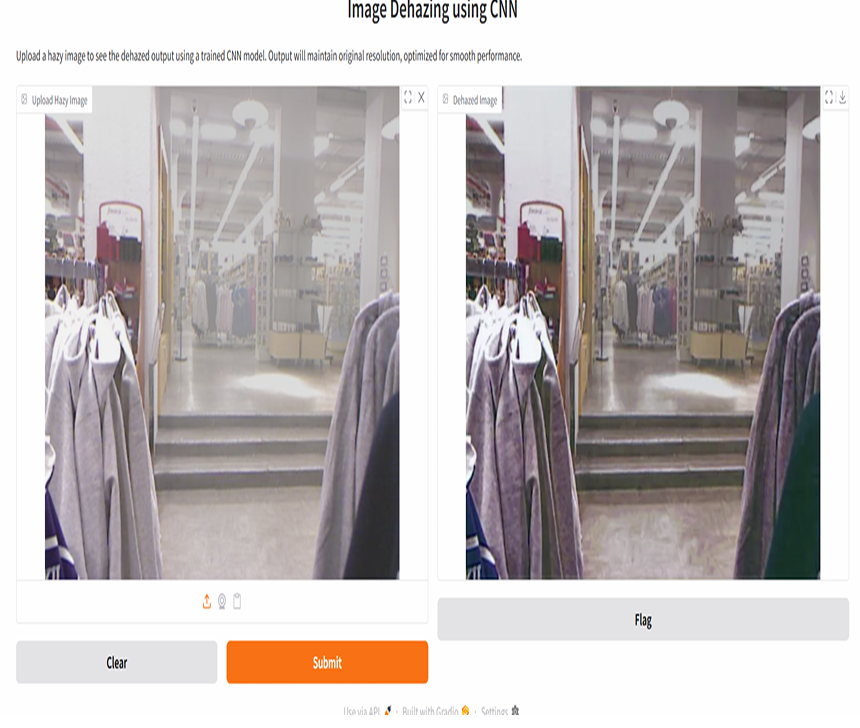 Image Dehazing using CNN
Upload a hazy image to see the dehazed output using a trained CNN model. Output will maintain original resolution, optimized for smooth performance.
Upload Hazy Image
Dehazed Image
Flag
Clear
Submit
Use via API · Built with Gradio · Settings